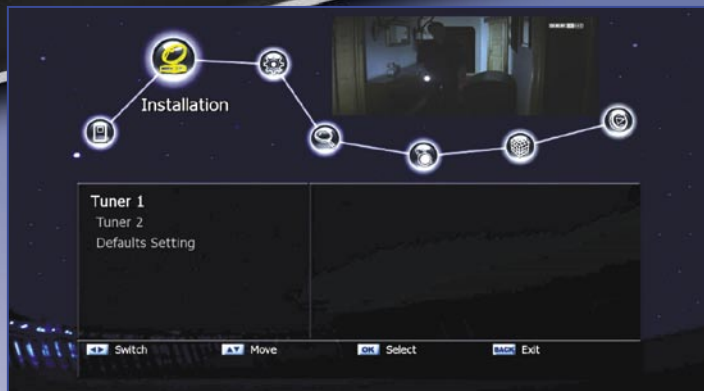 Installation
Tuner 1
Tuner 2
Defaults Setting
Switch
Move
OK Select
BACK Exit